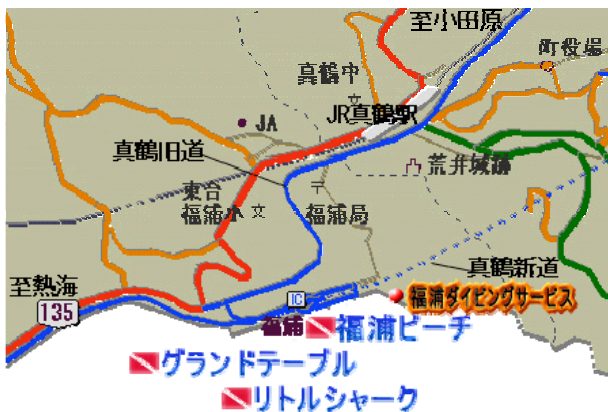 至小田原
町役場
真鶴中
文
JR真鶴駅
JA
真鶴旧道
荒井城跡
東台
福浦小 文
福浦局
真鶴新道
至熱海
135
IC
福浦ダイビングサービス
福浦
福浦ビーチ
グランドテーブル
リトルシャーク